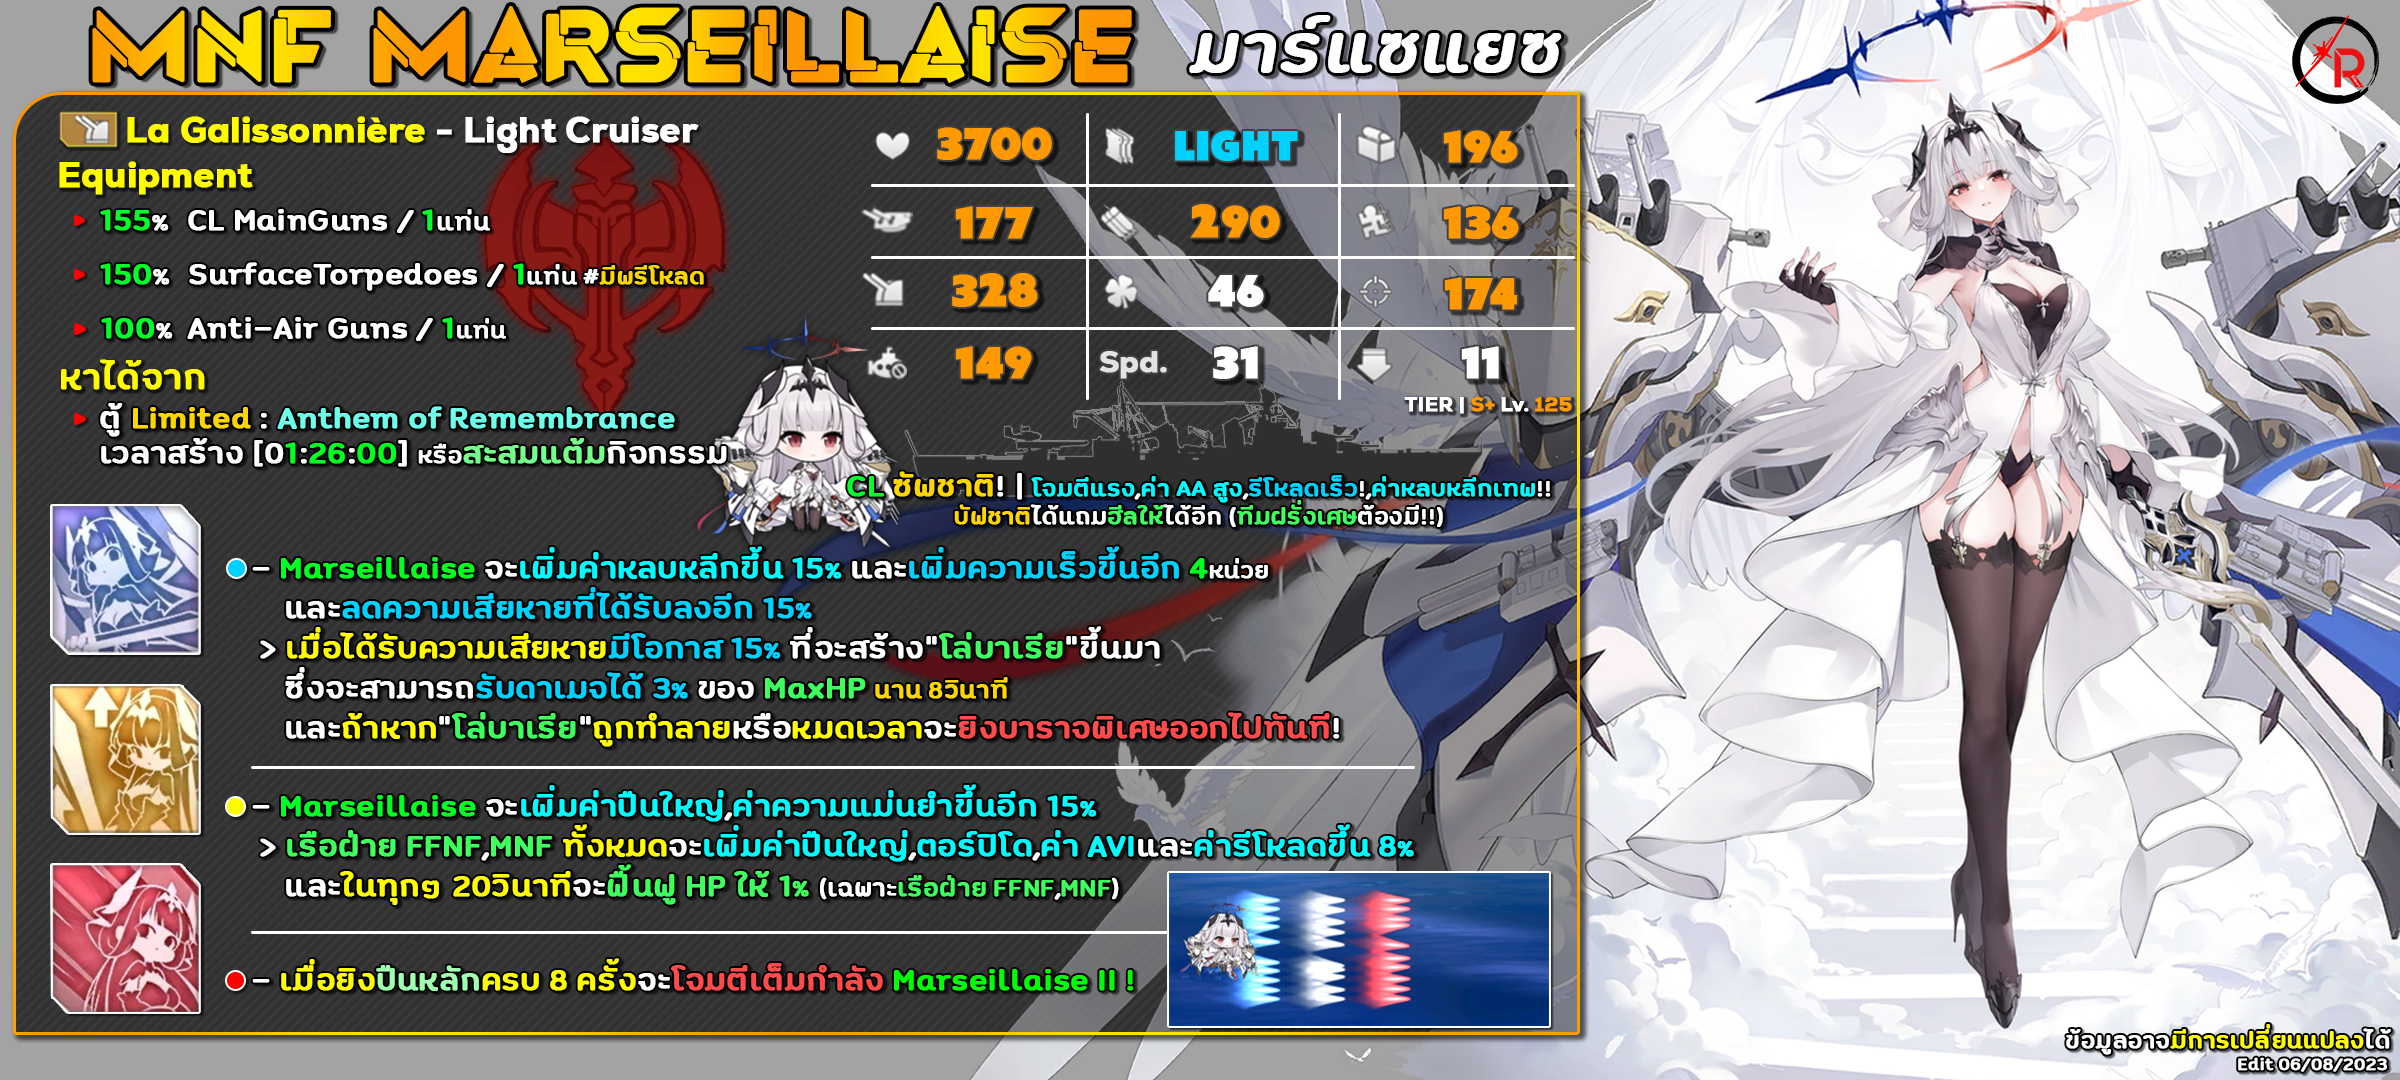 MNF MARSEILLAISE มาร์แซแยซ
La Galissonnière - Light Cruiser
Equipment
155% CL MainGuns / 1แท่น
150% SurfaceTorpedoes / 1แท่น #มีพรีโหลด
100% Anti-Air Guns / 1แท่น
หาได้จาก
ตู้ Limited : Anthem of Remembrance
เวลาสร้าง [01:26:00] หรือสะสมแต้มกิจกรรม
3700 LIGHT 196
177 290 136
328 46 174
149 Spd. 31 11
TIER | S+ Lv. 125
CL ซัพชาติ! | โจมตีแรง,ค่า AA สูง,รีโหลดเร็ว!,ค่าหลบหลีกเทพ!!
บัฟชาติได้แถมฮีลให้ได้อีก (ทีมฝรั่งเศษต้องมี!!)
- Marseillaise จะเพิ่มค่าหลบหลีกขึ้น 15% และเพิ่มความเร็วขึ้นอีก 4หน่วย
และลดความเสียหายที่ได้รับลงอีก 15%
> เมื่อได้รับความเสียหายมีโอกาส 15% ที่จะสร้าง"โล่บาเรีย"ขึ้นมา
ซึ่งจะสามารถรับดาเมจได้ 3% ของ MaxHP นาน 8วินาที
และถ้าหาก"โล่บาเรีย"ถูกทำลายหรือหมดเวลาจะยิงบาราจพิเศษออกไปทันที!
- Marseillaise จะเพิ่มค่าปืนใหญ่,ค่าความแม่นยำขึ้นอีก 15%
> เรือฝ่าย FFNF,MNF ทั้งหมดจะเพิ่มค่าปืนใหญ่,ตอร์ปิโด,ค่า AVIและค่ารีโหลดขึ้น 8%
และในทุกๆ 20วินาทีจะฟื้นฟู HP ให้ 1% (เฉพาะเรือฝ่าย FFNF,MNF)
- เมื่อยิงปืนหลักครบ 8 ครั้งจะโจมตีเต็มกำลัง Marseillaise II !
R
ข้อมูลอาจมีการเปลี่ยนแปลงได้
Edit 06/08/2023